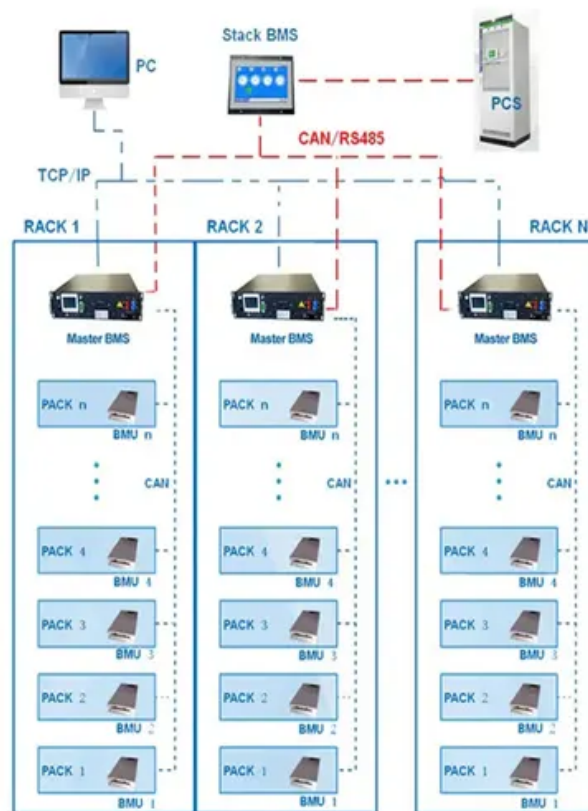 PC
Stack BMS
PCS
CAN/RS485
TCP/IP
RACK 1
RACK 2
RACK N
Master BMS
Master BMS
Master BMS
PACK n
BMU n
PACK n
BMU n
PACK n
BMU n
CAN
CAN
CAN
PACK 4
BMU 4
PACK 4
BMU 4
PACK 4
BMU 4
PACK 3
BMU 3
PACK 3
BMU 3
PACK 3
BMU 3
PACK 2
BMU 2
PACK 2
BMU 2
PACK 2
BMU 2
PACK 1
BMU 1
PACK 1
BMU 1
PACK 1
BMU 1